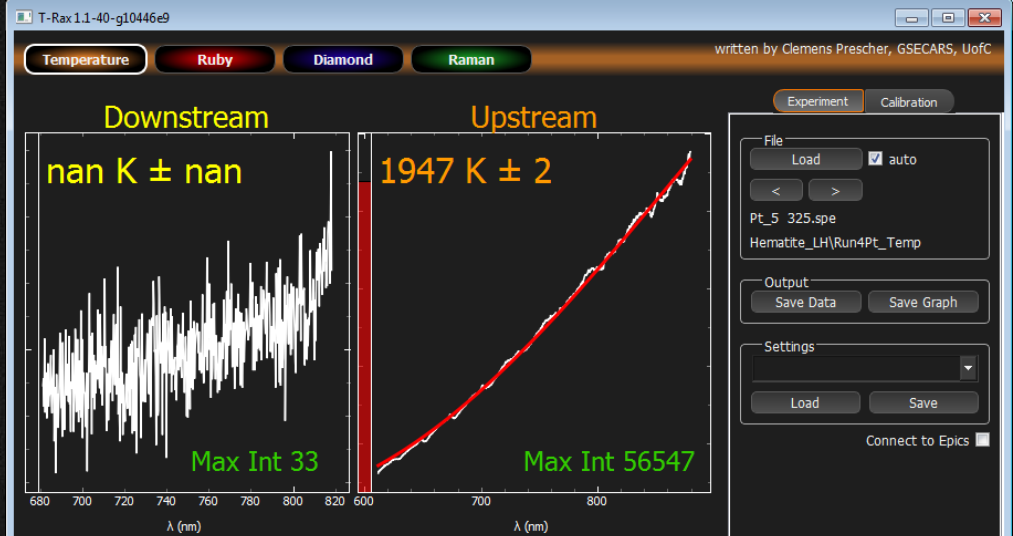 T-Rax 1.1-40-g10446e9
Temperature Ruby Diamond Raman
written by Clemens Prescher, GSECARS, UofC
Experiment Calibration
Downstream
nan K ± nan
Max Int 33
680 700 720 740 760 780 800 820
λ (nm)
Upstream
1947 K ± 2
Max Int 56547
600 700 800
λ (nm)
File
Load auto
< >
Pt_5 325.spe
Hematite_LH\Run4Pt_Temp
Output
Save Data Save Graph
Settings
Load Save
Connect to Epics